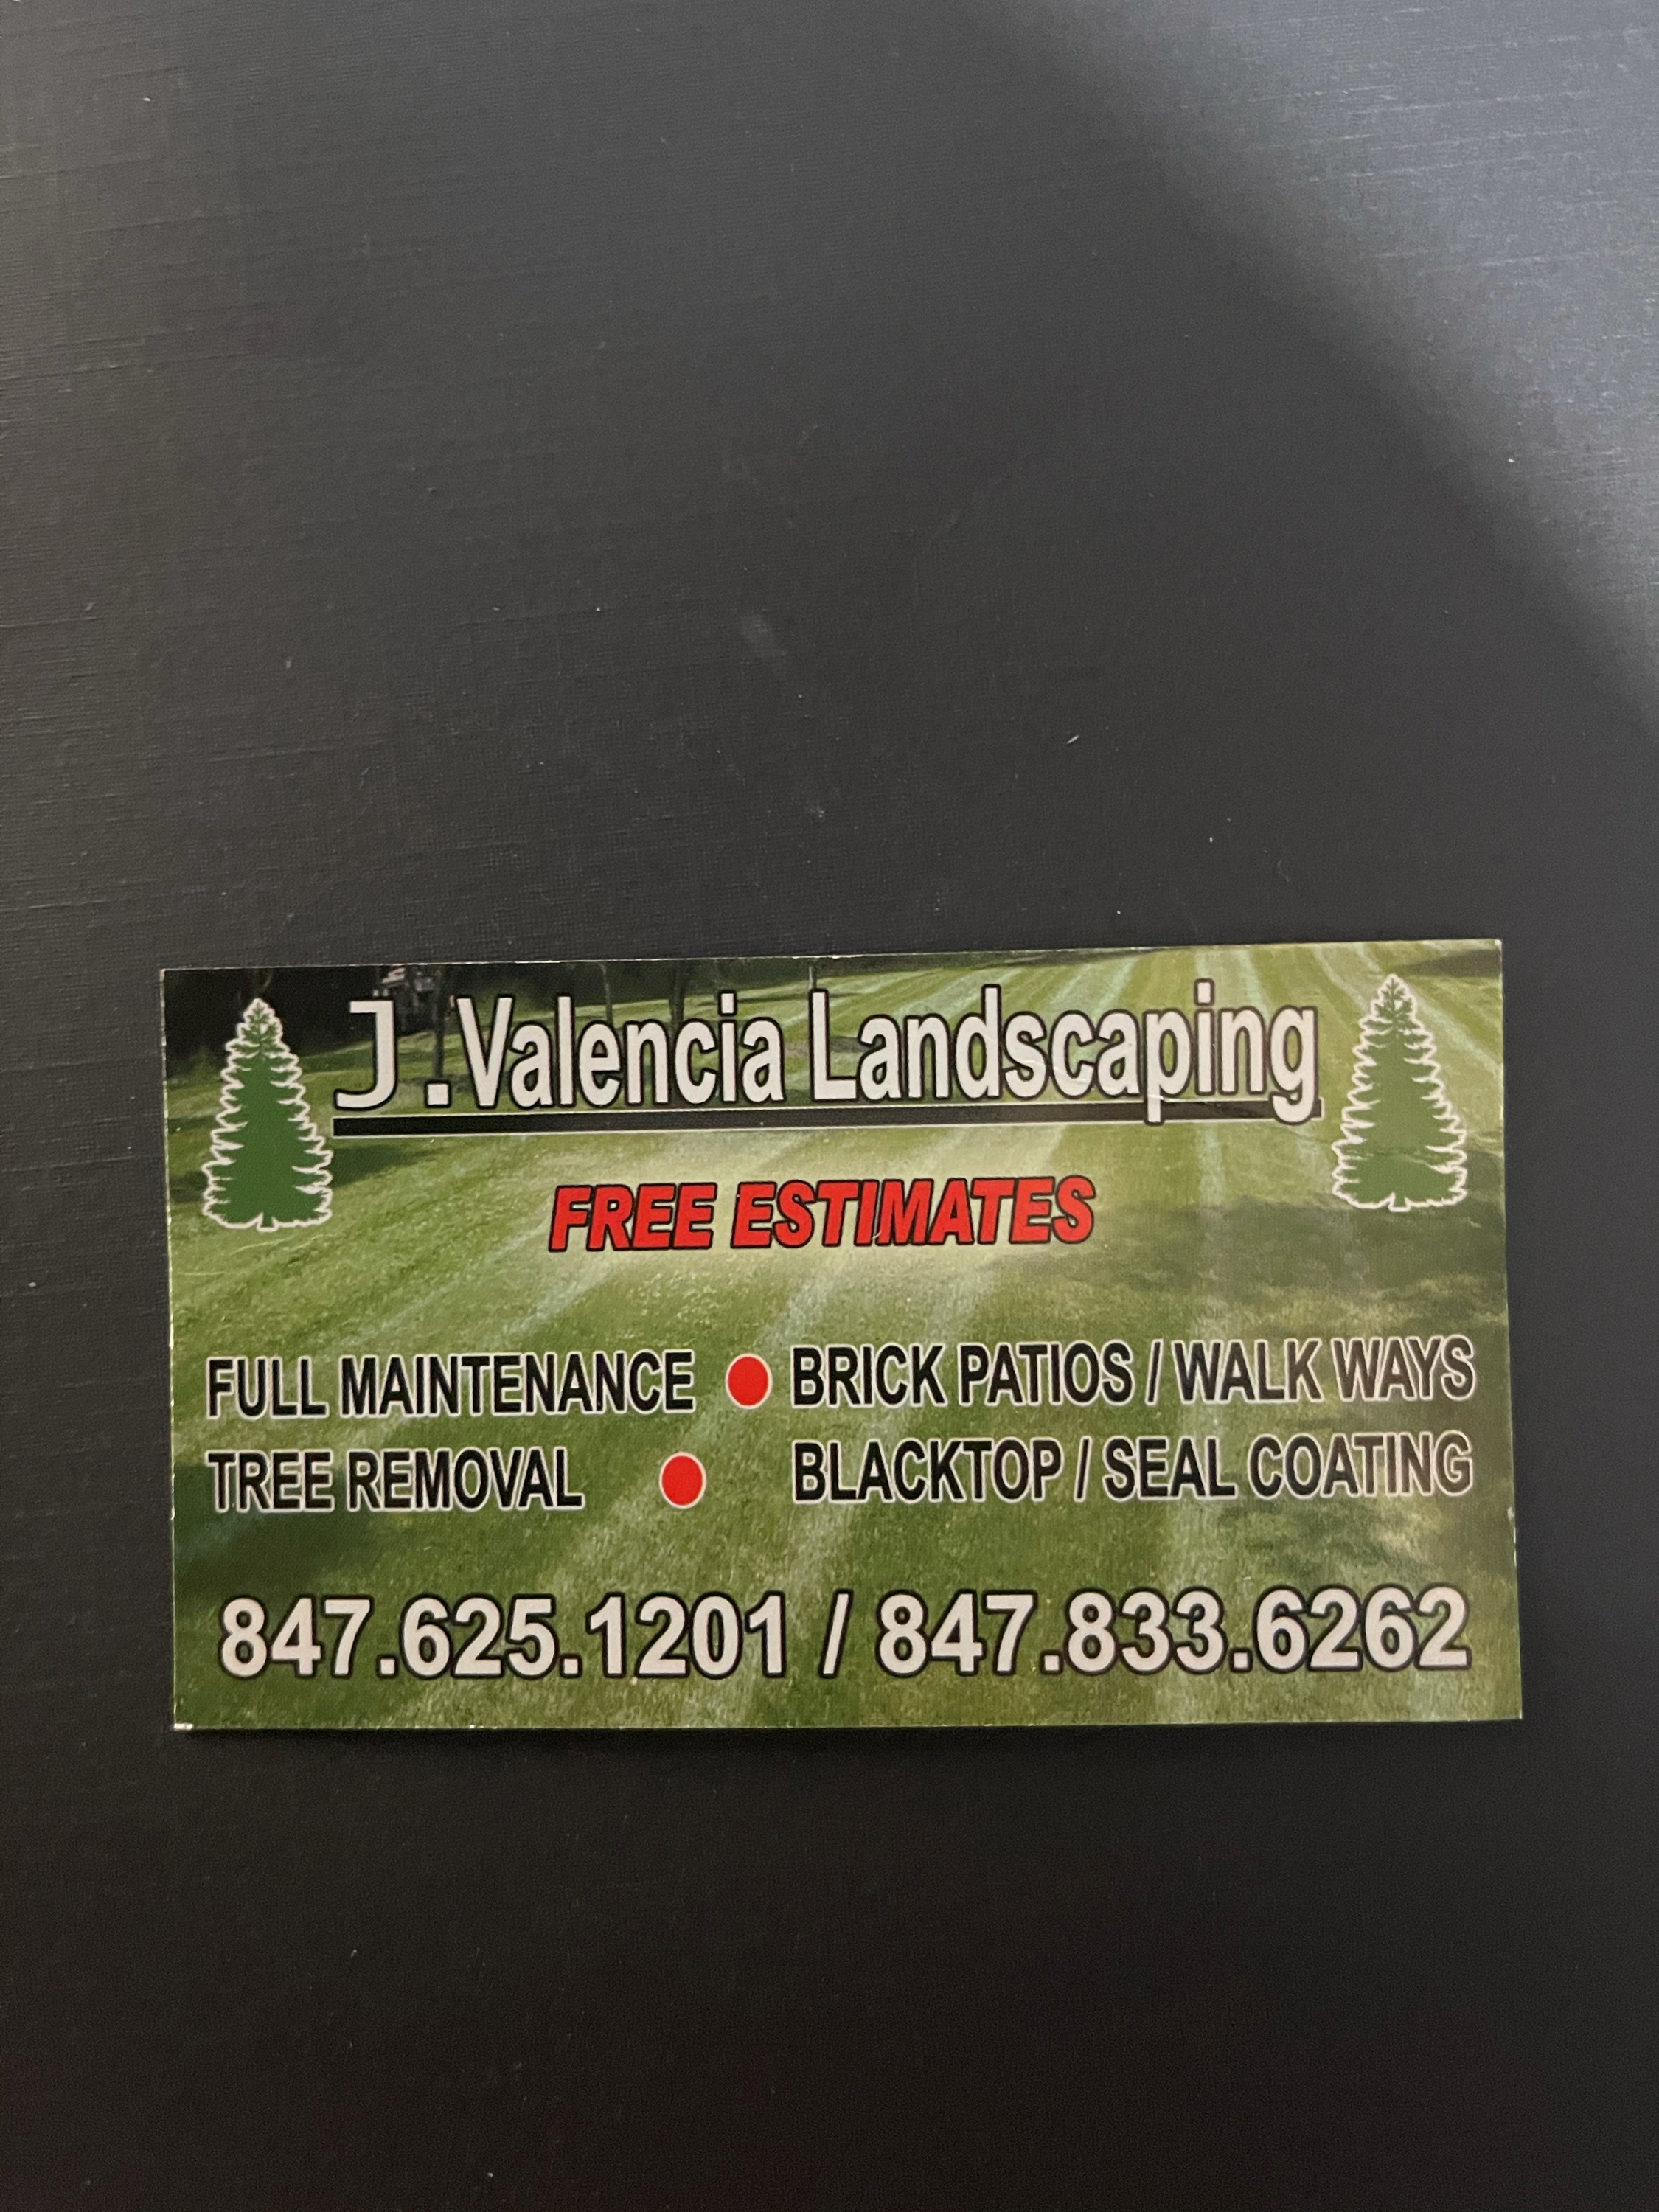 J.Valencia Landscaping
FREE ESTIMATES
FULL MAINTENANCE ● BRICK PATIOS / WALK WAYS
TREE REMOVAL ● BLACKTOP / SEAL COATING
847.625.1201 / 847.833.6262